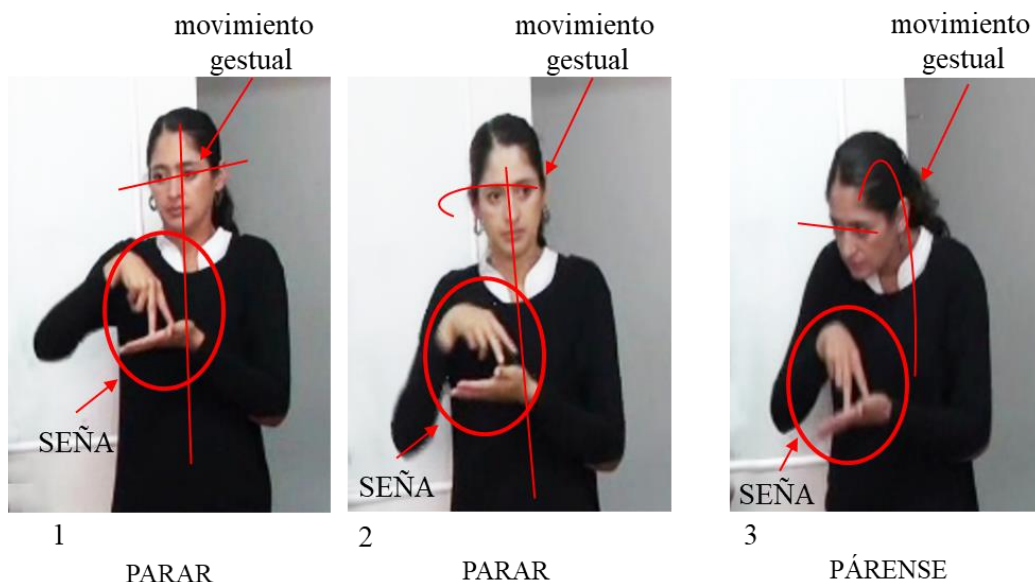 movimiento
gestual
movimiento
gestual
movimiento
gestual
SEÑA
SEÑA
SEÑA
1
2
3
PARAR
PARAR
PÁRENSE